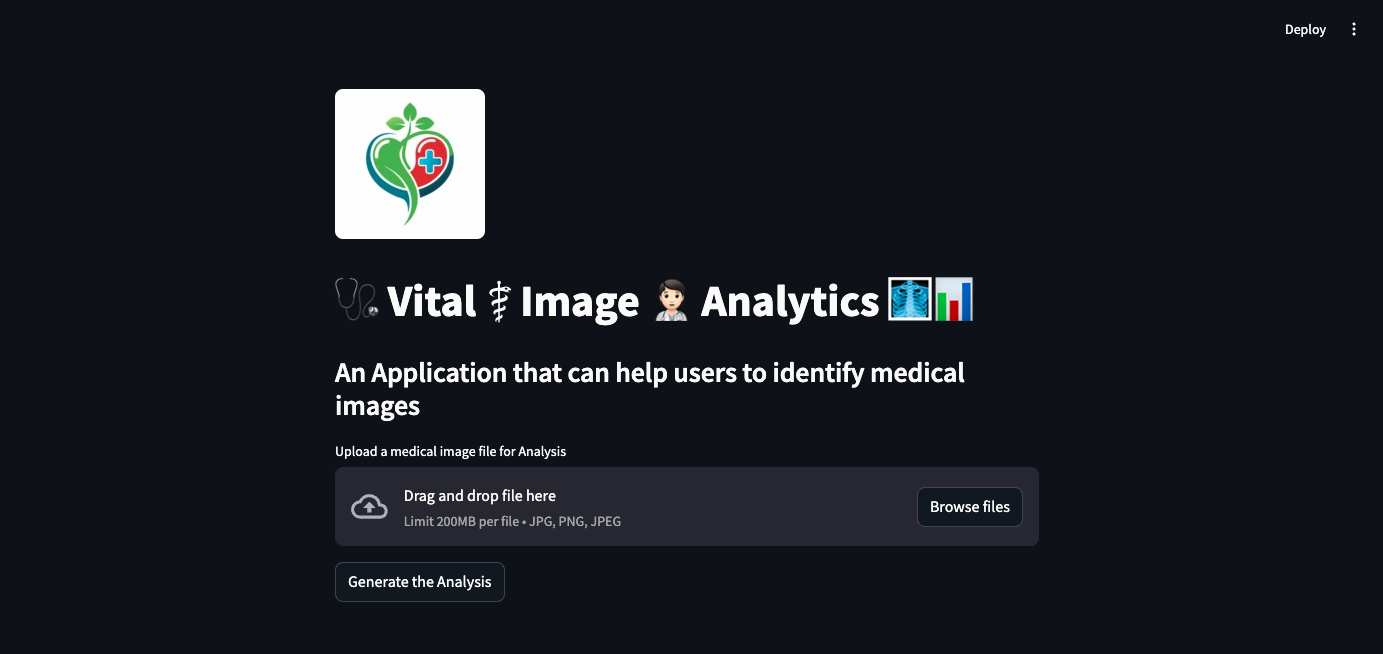 Deploy
🩺 Vital ⚕ Image 🧑🏻‍⚕️ Analytics 🩻📊
An Application that can help users to identify medical
images
Upload a medical image file for Analysis
Drag and drop file here
Limit 200MB per file • JPG, PNG, JPEG
Browse files
Generate the Analysis